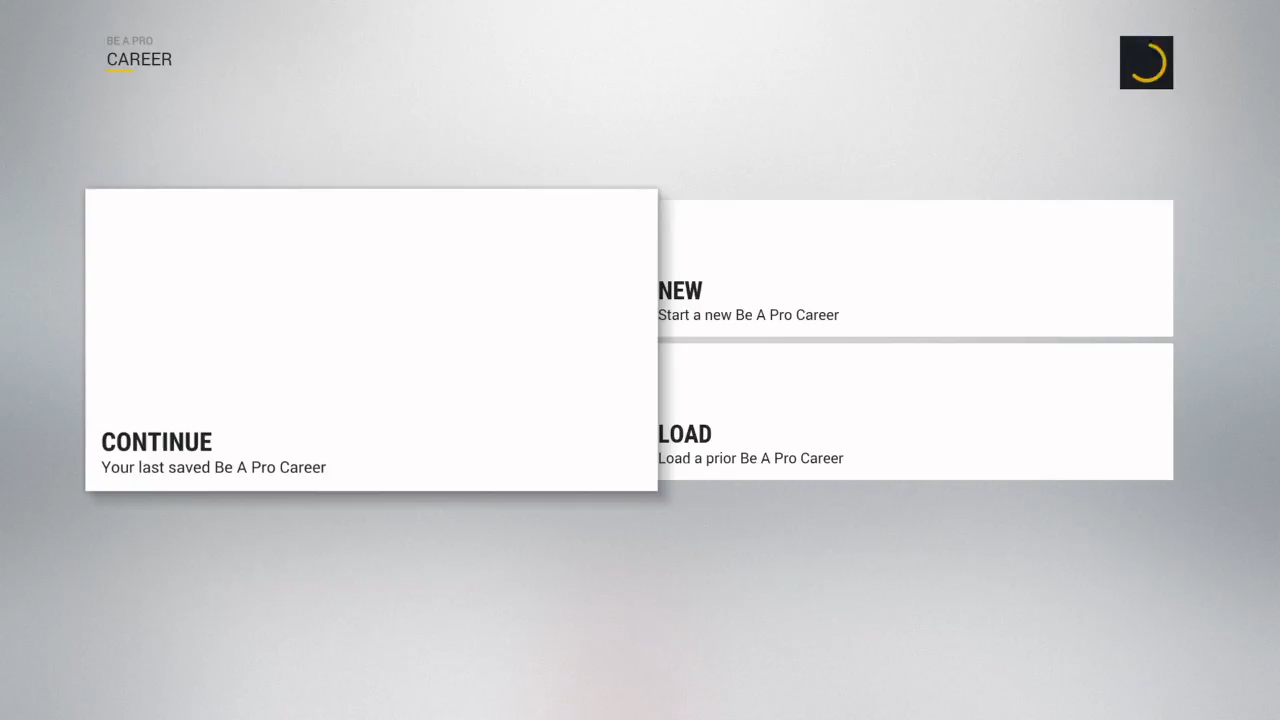 BE A PRO
CAREER
CONTINUE
Your last saved Be A Pro Career
NEW
Start a new Be A Pro Career
LOAD
Load a prior Be A Pro Career